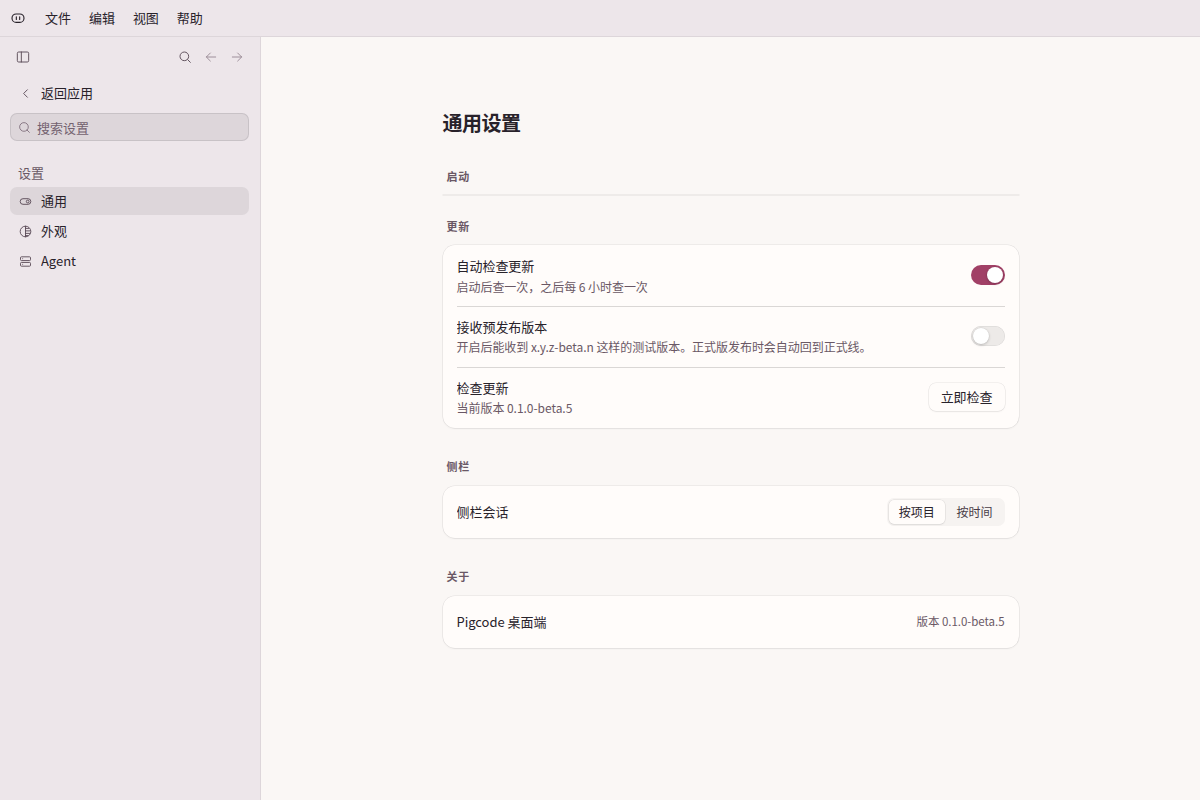 文件 编辑 视图 帮助
返回应用
搜索设置
设置
通用
外观
Agent
通用设置
启动
更新
自动检查更新
启动后查一次，之后每 6 小时查一次
接收预发布版本
开启后能收到 x.y.z-beta.n 这样的测试版本。正式版发布时会自动回到正式线。
检查更新
当前版本 0.1.0-beta.5
立即检查
侧栏
侧栏会话
按项目 按时间
关于
Pigcode 桌面端
版本 0.1.0-beta.5